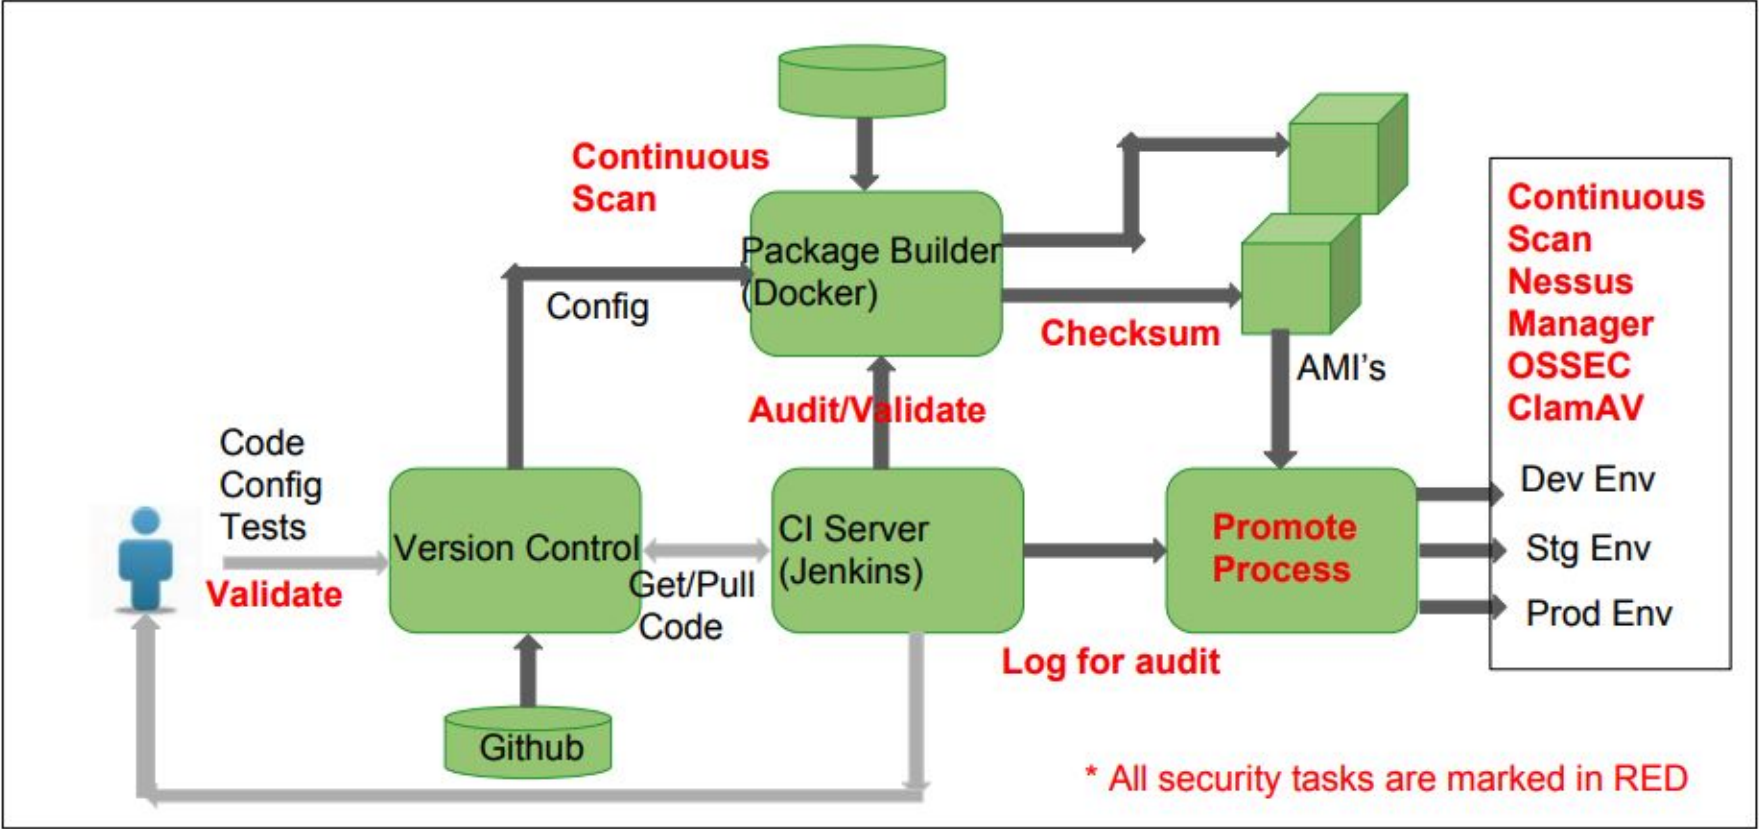 Continuous
Scan
Package Builder
(Docker)
Config
Checksum
AMI's
Audit/Validate
Continuous
Scan
Nessus
Manager
OSSEC
ClamAV
Dev Env
Stg Env
Prod Env
Code
Config
Tests
Validate
Version Control
Get/Pull
Code
CI Server
(Jenkins)
Promote
Process
Log for audit
Github
* All security tasks are marked in RED